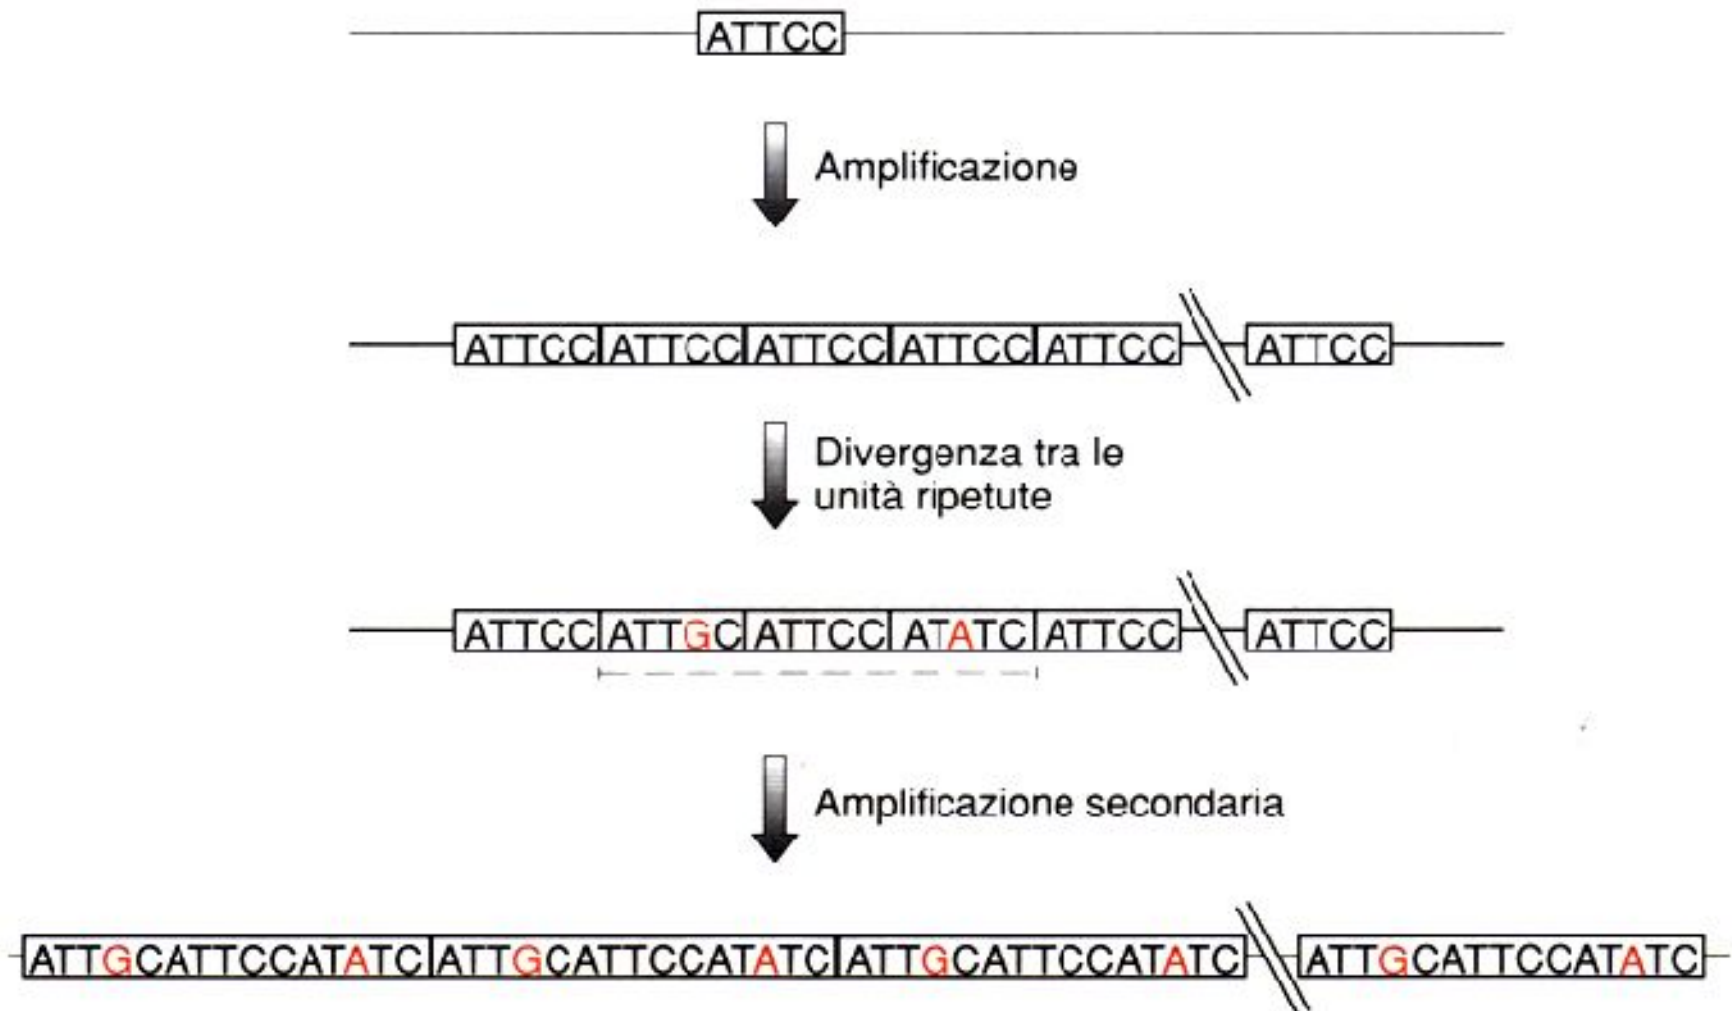 ATTCC
Amplificazione
ATTCC ATTCC ATTCC ATTCC ATTCC ATTCC
Divergenza tra le
unità ripetute
ATTCC ATTGC ATTCC ATATC ATTCC ATTCC
Amplificazione secondaria
ATTGCATTCCATATC ATTGCATTCCATATC ATTGCATTCCATATC ATTGCATTCCATATC